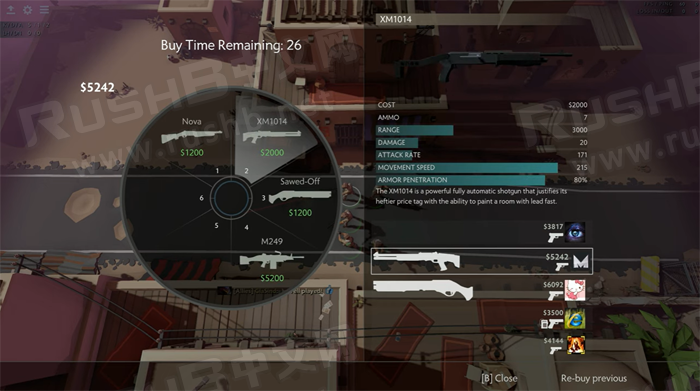 XM1014
Buy Time Remaining: 26
$5242
Nova
$1200
XM1014
$2000
Sawed-Off
$1200
M249
$5200
1
2
3
4
5
6
COST $2000
AMMO 7
RANGE 3000
DAMAGE 20
ATTACK RATE 171
MOVEMENT SPEED 215
ARMOR PENETRATION 80%
The XM1014 is a powerful fully automatic shotgun that justifies its
heftier price tag with the ability to paint a room with lead fast.
$3817
$5242
$6092
$3500
$4144
[B] Close
Re-buy previous